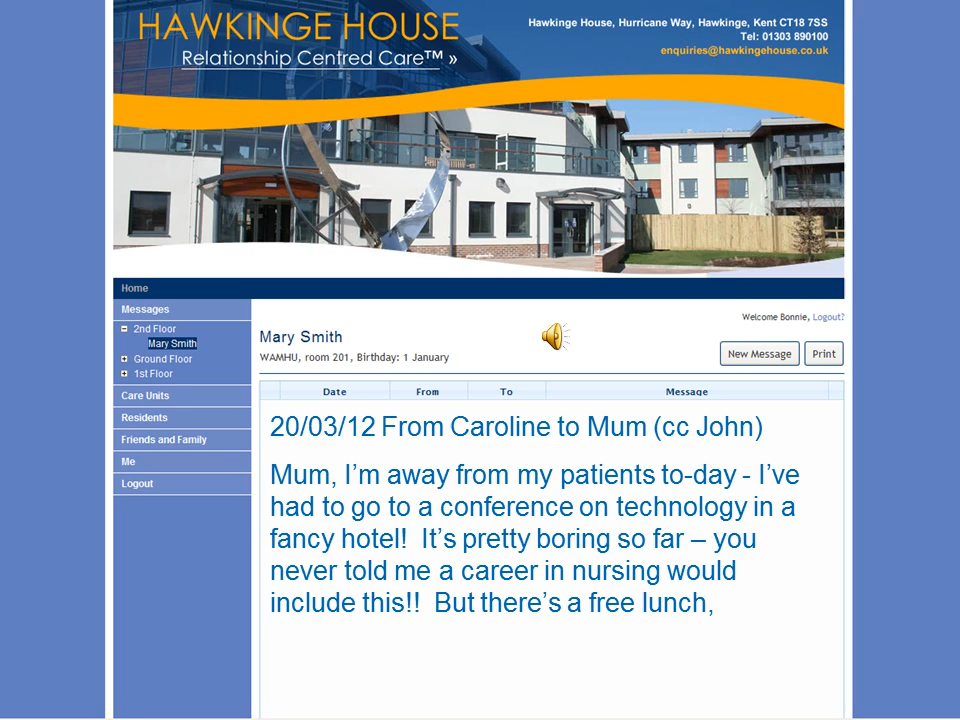 HAWKINGE HOUSE
Relationship Centred Care™ »
Hawkinge House, Hurricane Way, Hawkinge, Kent CT18 7SS
Tel: 01303 890100
enquiries@hawkingehouse.co.uk
Home
Messages
2nd Floor
Mary Smith
Ground Floor
1st Floor
Care Units
Residents
Friends and Family
Me
Logout
Welcome Bonnie, Logout?
Mary Smith
WAMHU, room 201, Birthday: 1 January
New Message Print
Date From To Message
20/03/12 From Caroline to Mum (cc John)
Mum, I’m away from my patients to-day - I’ve
had to go to a conference on technology in a
fancy hotel!  It’s pretty boring so far – you
never told me a career in nursing would
include this!!  But there’s a free lunch,